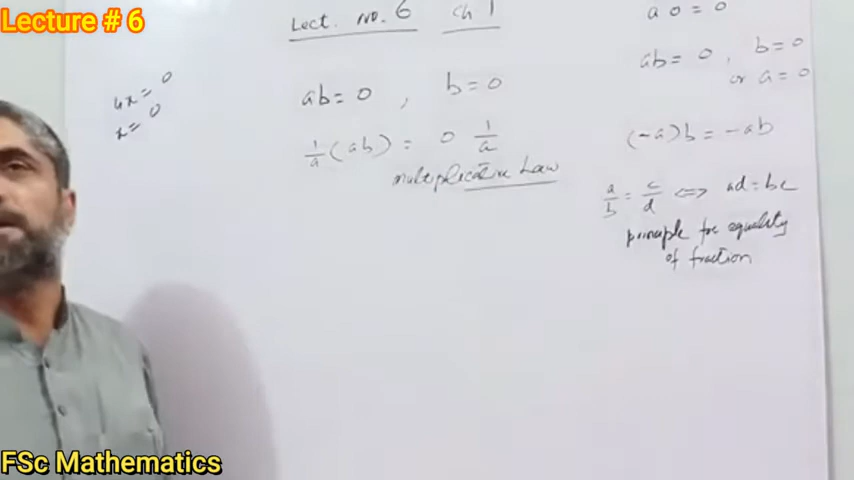 Lecture # 6
Lect. no. 6 Ch 1
a 0 = 0
ab = 0 , b = 0
or a = 0
4x = 0
x = 0
ab = 0 , b = 0
1/a (ab) = 0 1/a
multiplicative Law
(-a)b = -ab
a/b = c/d ⇔ ad = bc
principle for equality
of fraction
FSc Mathematics